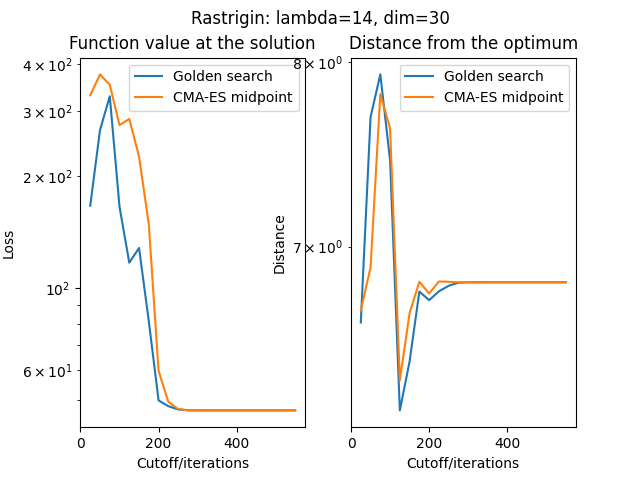 Rastrigin: lambda=14, dim=30
Function value at the solution
4 × 10²
3 × 10²
2 × 10²
10²
6 × 10¹
Loss
Golden search
CMA-ES midpoint
0
200
400
Cutoff/iterations
Distance from the optimum
8 × 10⁰
7 × 10⁰
Distance
Golden search
CMA-ES midpoint
0
200
400
Cutoff/iterations